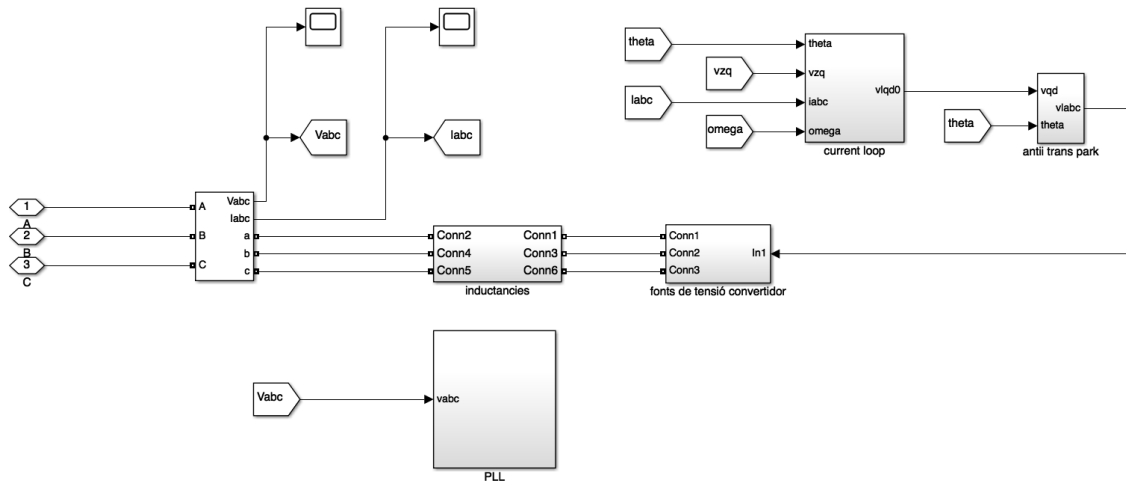 theta
vzq
Iabc
omega
theta
vzq
iabc
omega
vlqd0
current loop
theta
vqd
theta
vlabc
antii trans park
Vabc
Iabc
1
A
2
B
3
C
A
B
C
Vabc
Iabc
a
b
c
Conn2
Conn4
Conn5
Conn1
Conn3
Conn6
inductancies
Conn1
Conn2
Conn3
In1
fonts de tensió convertidor
Vabc
vabc
PLL